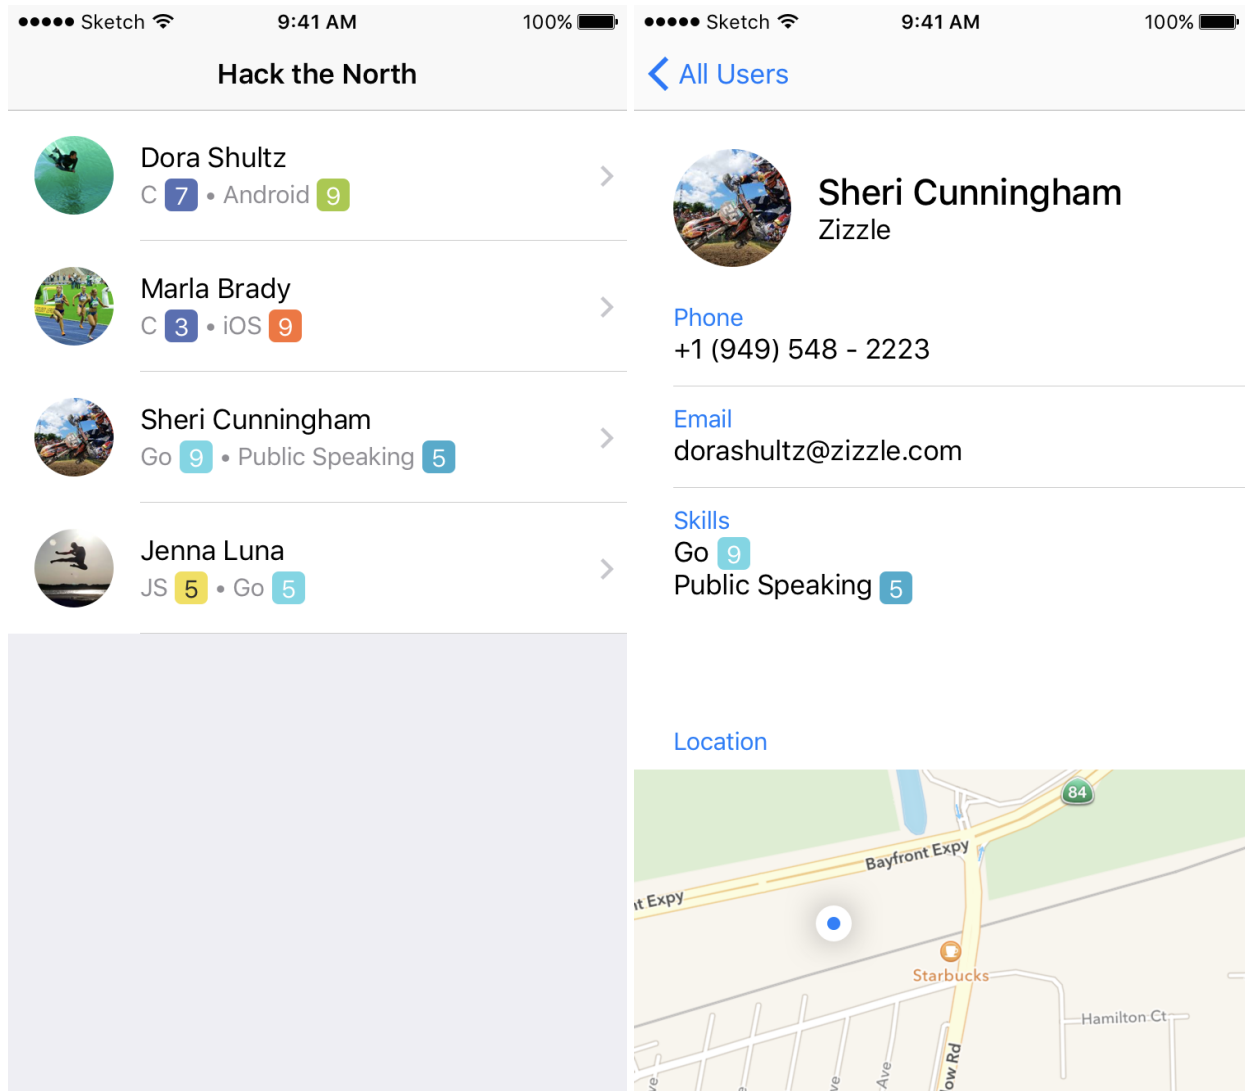 Sketch 9:41 AM 100%
Hack the North
Dora Shultz
C 7 • Android 9
Marla Brady
C 3 • iOS 9
Sheri Cunningham
Go 9 • Public Speaking 5
Jenna Luna
JS 5 • Go 5
Sketch 9:41 AM 100%
All Users
Sheri Cunningham
Zizzle
Phone
+1 (949) 548 - 2223
Email
dorashultz@zizzle.com
Skills
Go 9
Public Speaking 5
Location
84
Bayfront Expy
Expy
Starbucks
Hamilton Ct
Rd
Ave